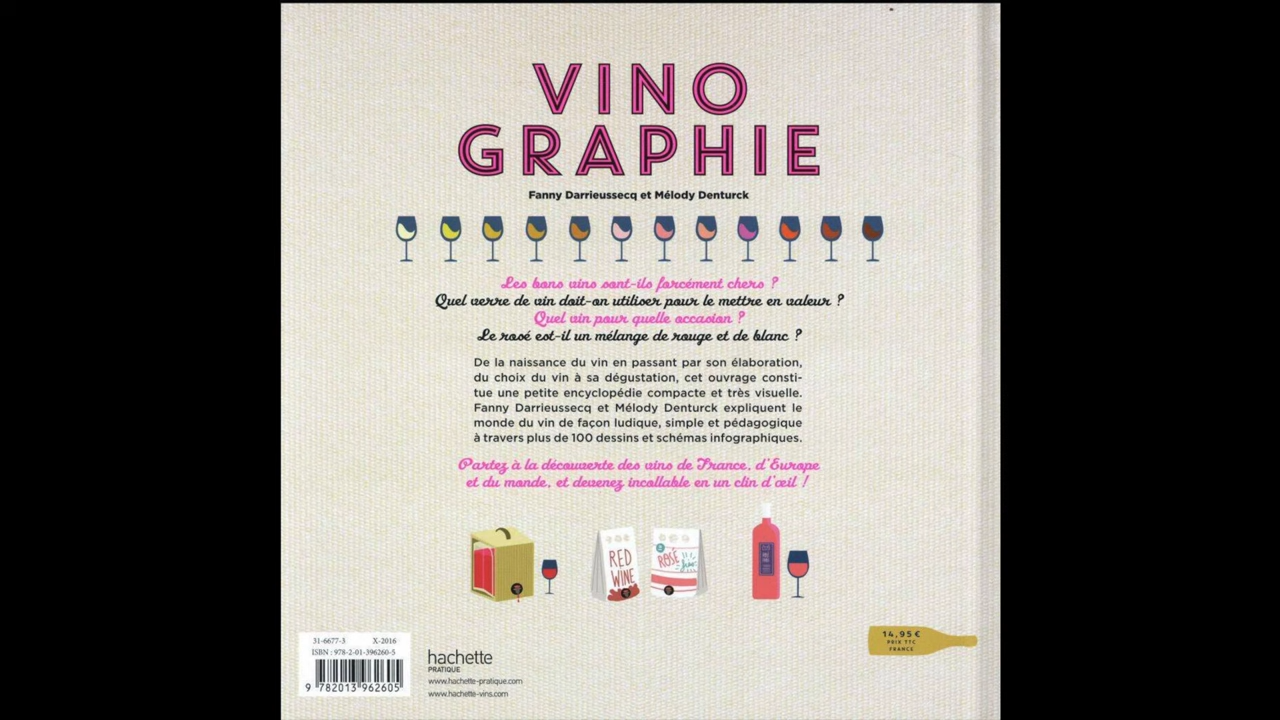 VINO
GRAPHIE
Fanny Darrieussecq et Mélody Denturck
Les bons vins sont-ils forcément chers ?
Quel verre de vin doit-on utiliser pour le mettre en valeur ?
Quel vin pour quelle occasion ?
Le rosé est-il un mélange de rouge et de blanc ?
De la naissance du vin en passant par son élaboration,
du choix du vin à sa dégustation, cet ouvrage consti-
tue une petite encyclopédie compacte et très visuelle.
Fanny Darrieussecq et Mélody Denturck expliquent le
monde du vin de façon ludique, simple et pédagogique
à travers plus de 100 dessins et schémas infographiques.
Partez à la découverte des vins de France, d'Europe
et du monde, et devenez incollable en un clin d'œil !
RED
WINE
ROSÉ
14,95 €
PRIX TTC
FRANCE
31-6677-3 X-2016
ISBN : 978-2-01-396260-5
9 782013 962605
hachette
PRATIQUE
www.hachette-pratique.com
www.hachette-vins.com